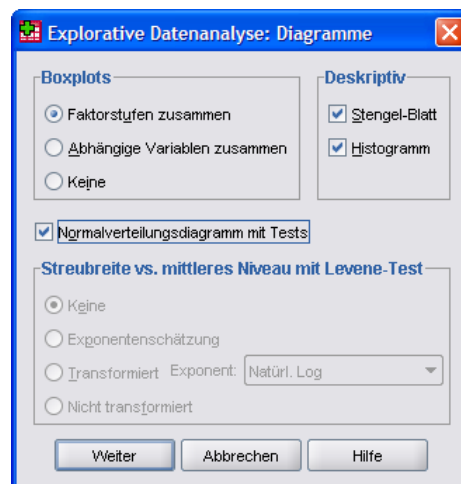 Explorative Datenanalyse: Diagramme
Boxplots
Faktorstufen zusammen
Abhängige Variablen zusammen
Keine
Deskriptiv
Stengel-Blatt
Histogramm
Normalverteilungsdiagramm mit Tests
Streubreite vs. mittleres Niveau mit Levene-Test
Keine
Exponentenschätzung
Transformiert Exponent: Natürl. Log
Nicht transformiert
Weiter Abbrechen Hilfe